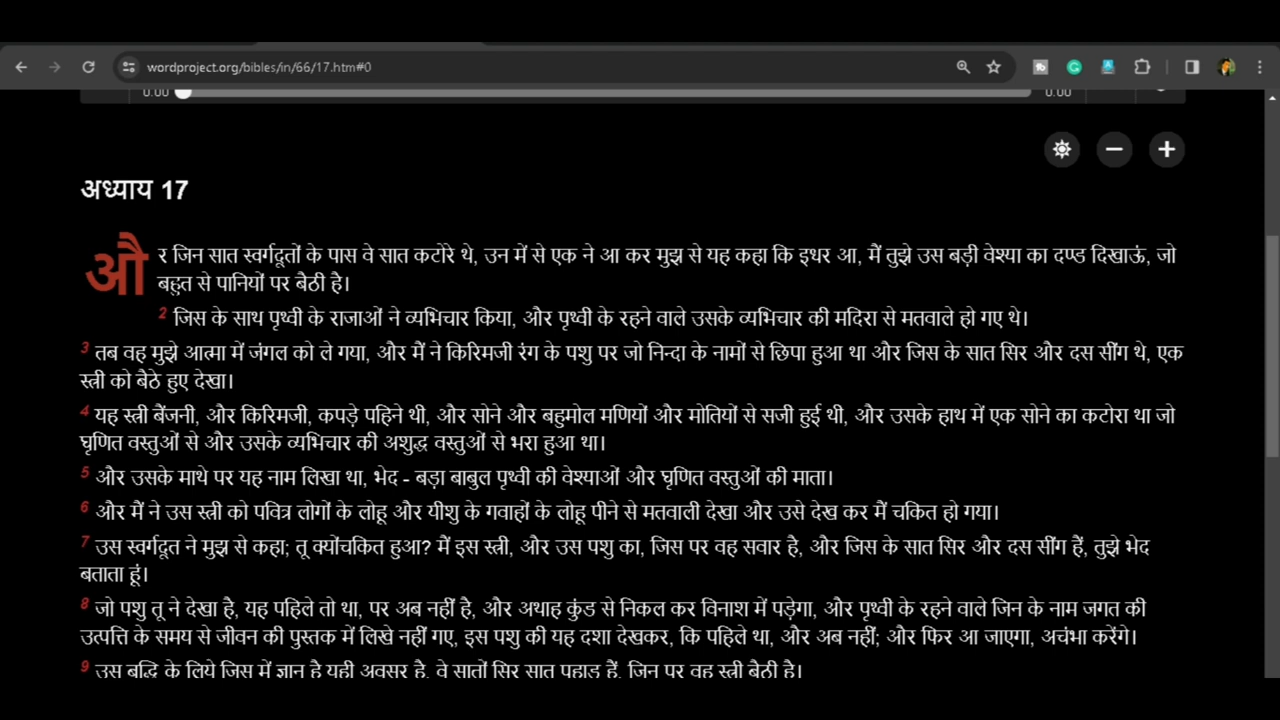 wordproject.org/bibles/in/66/17.htm#0
0:00 0:00
अध्याय 17
और जिन सात स्वर्गदूतों के पास वे सात कटोरे थे, उन में से एक ने आ कर मुझ से यह कहा कि इधर आ, मैं तुझे उस बड़ी वेश्या का दण्ड दिखाऊं, जो
बहुत से पानियों पर बैठी है।
2 जिस के साथ पृथ्वी के राजाओं ने व्यभिचार किया, और पृथ्वी के रहने वाले उसके व्यभिचार की मदिरा से मतवाले हो गए थे।
3 तब वह मुझे आत्मा में जंगल को ले गया, और मैं ने किरिमजी रंग के पशु पर जो निन्दा के नामों से छिपा हुआ था और जिस के सात सिर और दस सींग थे, एक
स्त्री को बैठे हुए देखा।
4 यह स्त्री बैंजनी, और किरिमजी, कपड़े पहिने थी, और सोने और बहुमोल मणियों और मोतियों से सजी हुई थी, और उसके हाथ में एक सोने का कटोरा था जो
घृणित वस्तुओं से और उसके व्यभिचार की अशुद्ध वस्तुओं से भरा हुआ था।
5 और उसके माथे पर यह नाम लिखा था, भेद - बड़ा बाबुल पृथ्वी की वेश्याओं और घृणित वस्तुओं की माता।
6 और मैं ने उस स्त्री को पवित्र लोगों के लोहू और यीशु के गवाहों के लोहू पीने से मतवाली देखा और उसे देख कर मैं चकित हो गया।
7 उस स्वर्गदूत ने मुझ से कहा; तू क्योंचकित हुआ? मैं इस स्त्री, और उस पशु का, जिस पर वह सवार है, और जिस के सात सिर और दस सींग हैं, तुझे भेद
बताता हूं।
8 जो पशु तू ने देखा है, यह पहिले तो था, पर अब नहीं है, और अथाह कुंड से निकल कर विनाश में पड़ेगा, और पृथ्वी के रहने वाले जिन के नाम जगत की
उत्पत्ति के समय से जीवन की पुस्तक में लिखे नहीं गए, इस पशु की यह दशा देखकर, कि पहिले था, और अब नहीं; और फिर आ जाएगा, अचंभा करेंगे।
9 उस बुद्धि के लिये जिस में ज्ञान है यही अवसर है, वे सातों सिर सात पहाड़ हैं, जिन पर वह स्त्री बैठी है।